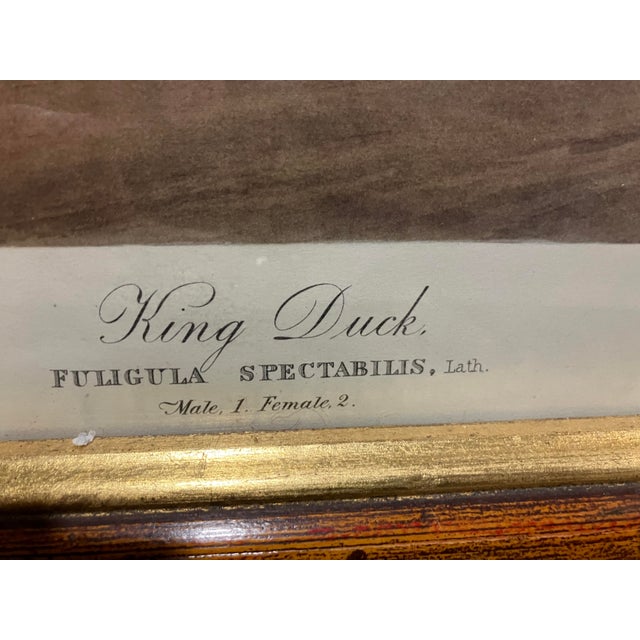 King Duck.
FULIGULA SPECTABILIS, Lath.
Male, 1. Female, 2.